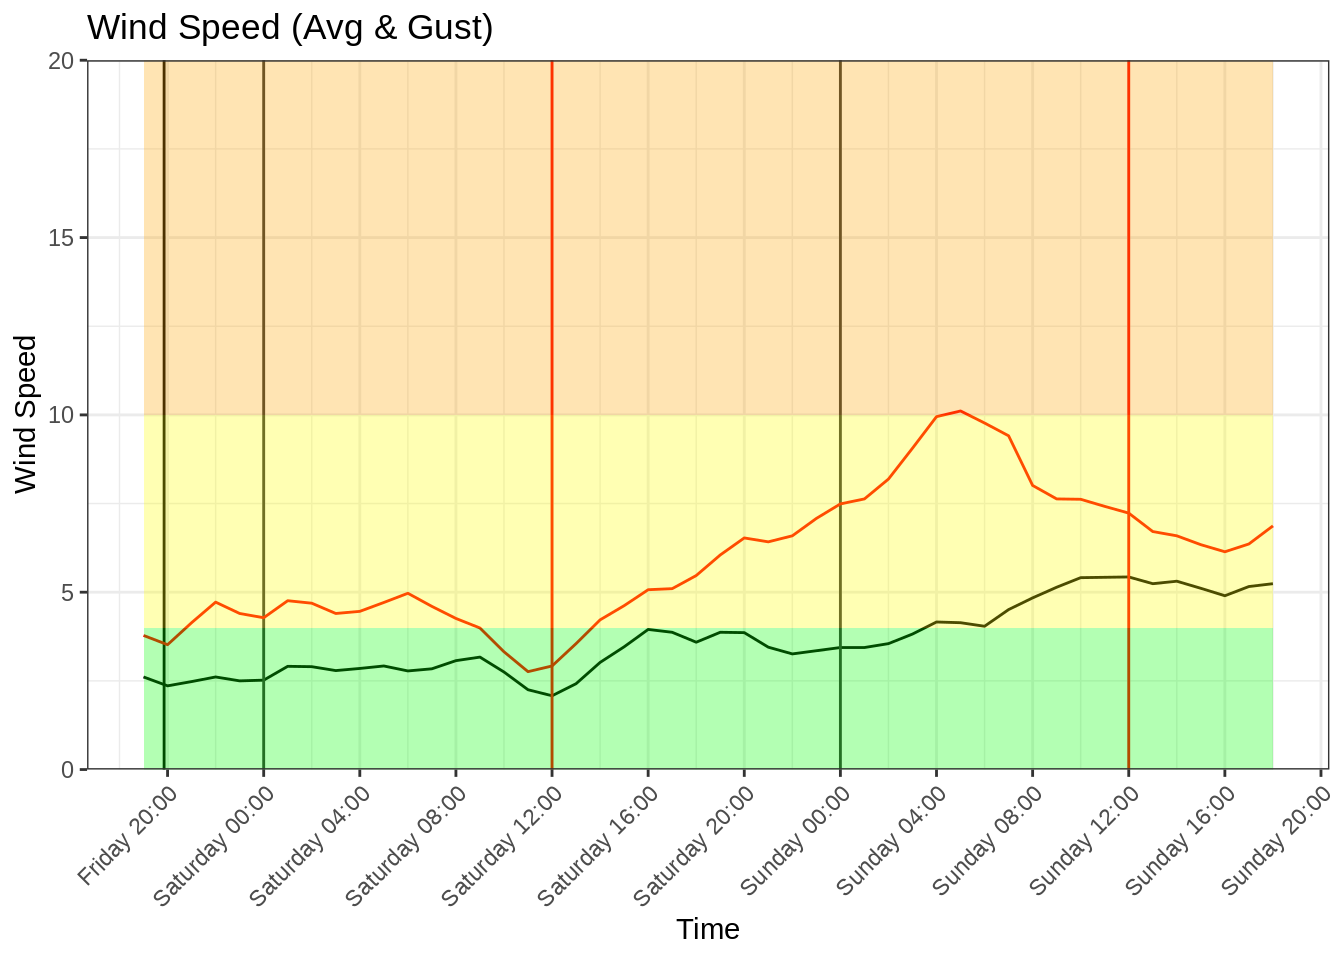 Wind Speed (Avg & Gust)
Wind Speed
20
15
10
5
0
Friday 20:00
Saturday 00:00
Saturday 04:00
Saturday 08:00
Saturday 12:00
Saturday 16:00
Saturday 20:00
Sunday 00:00
Sunday 04:00
Sunday 08:00
Sunday 12:00
Sunday 16:00
Sunday 20:00
Time